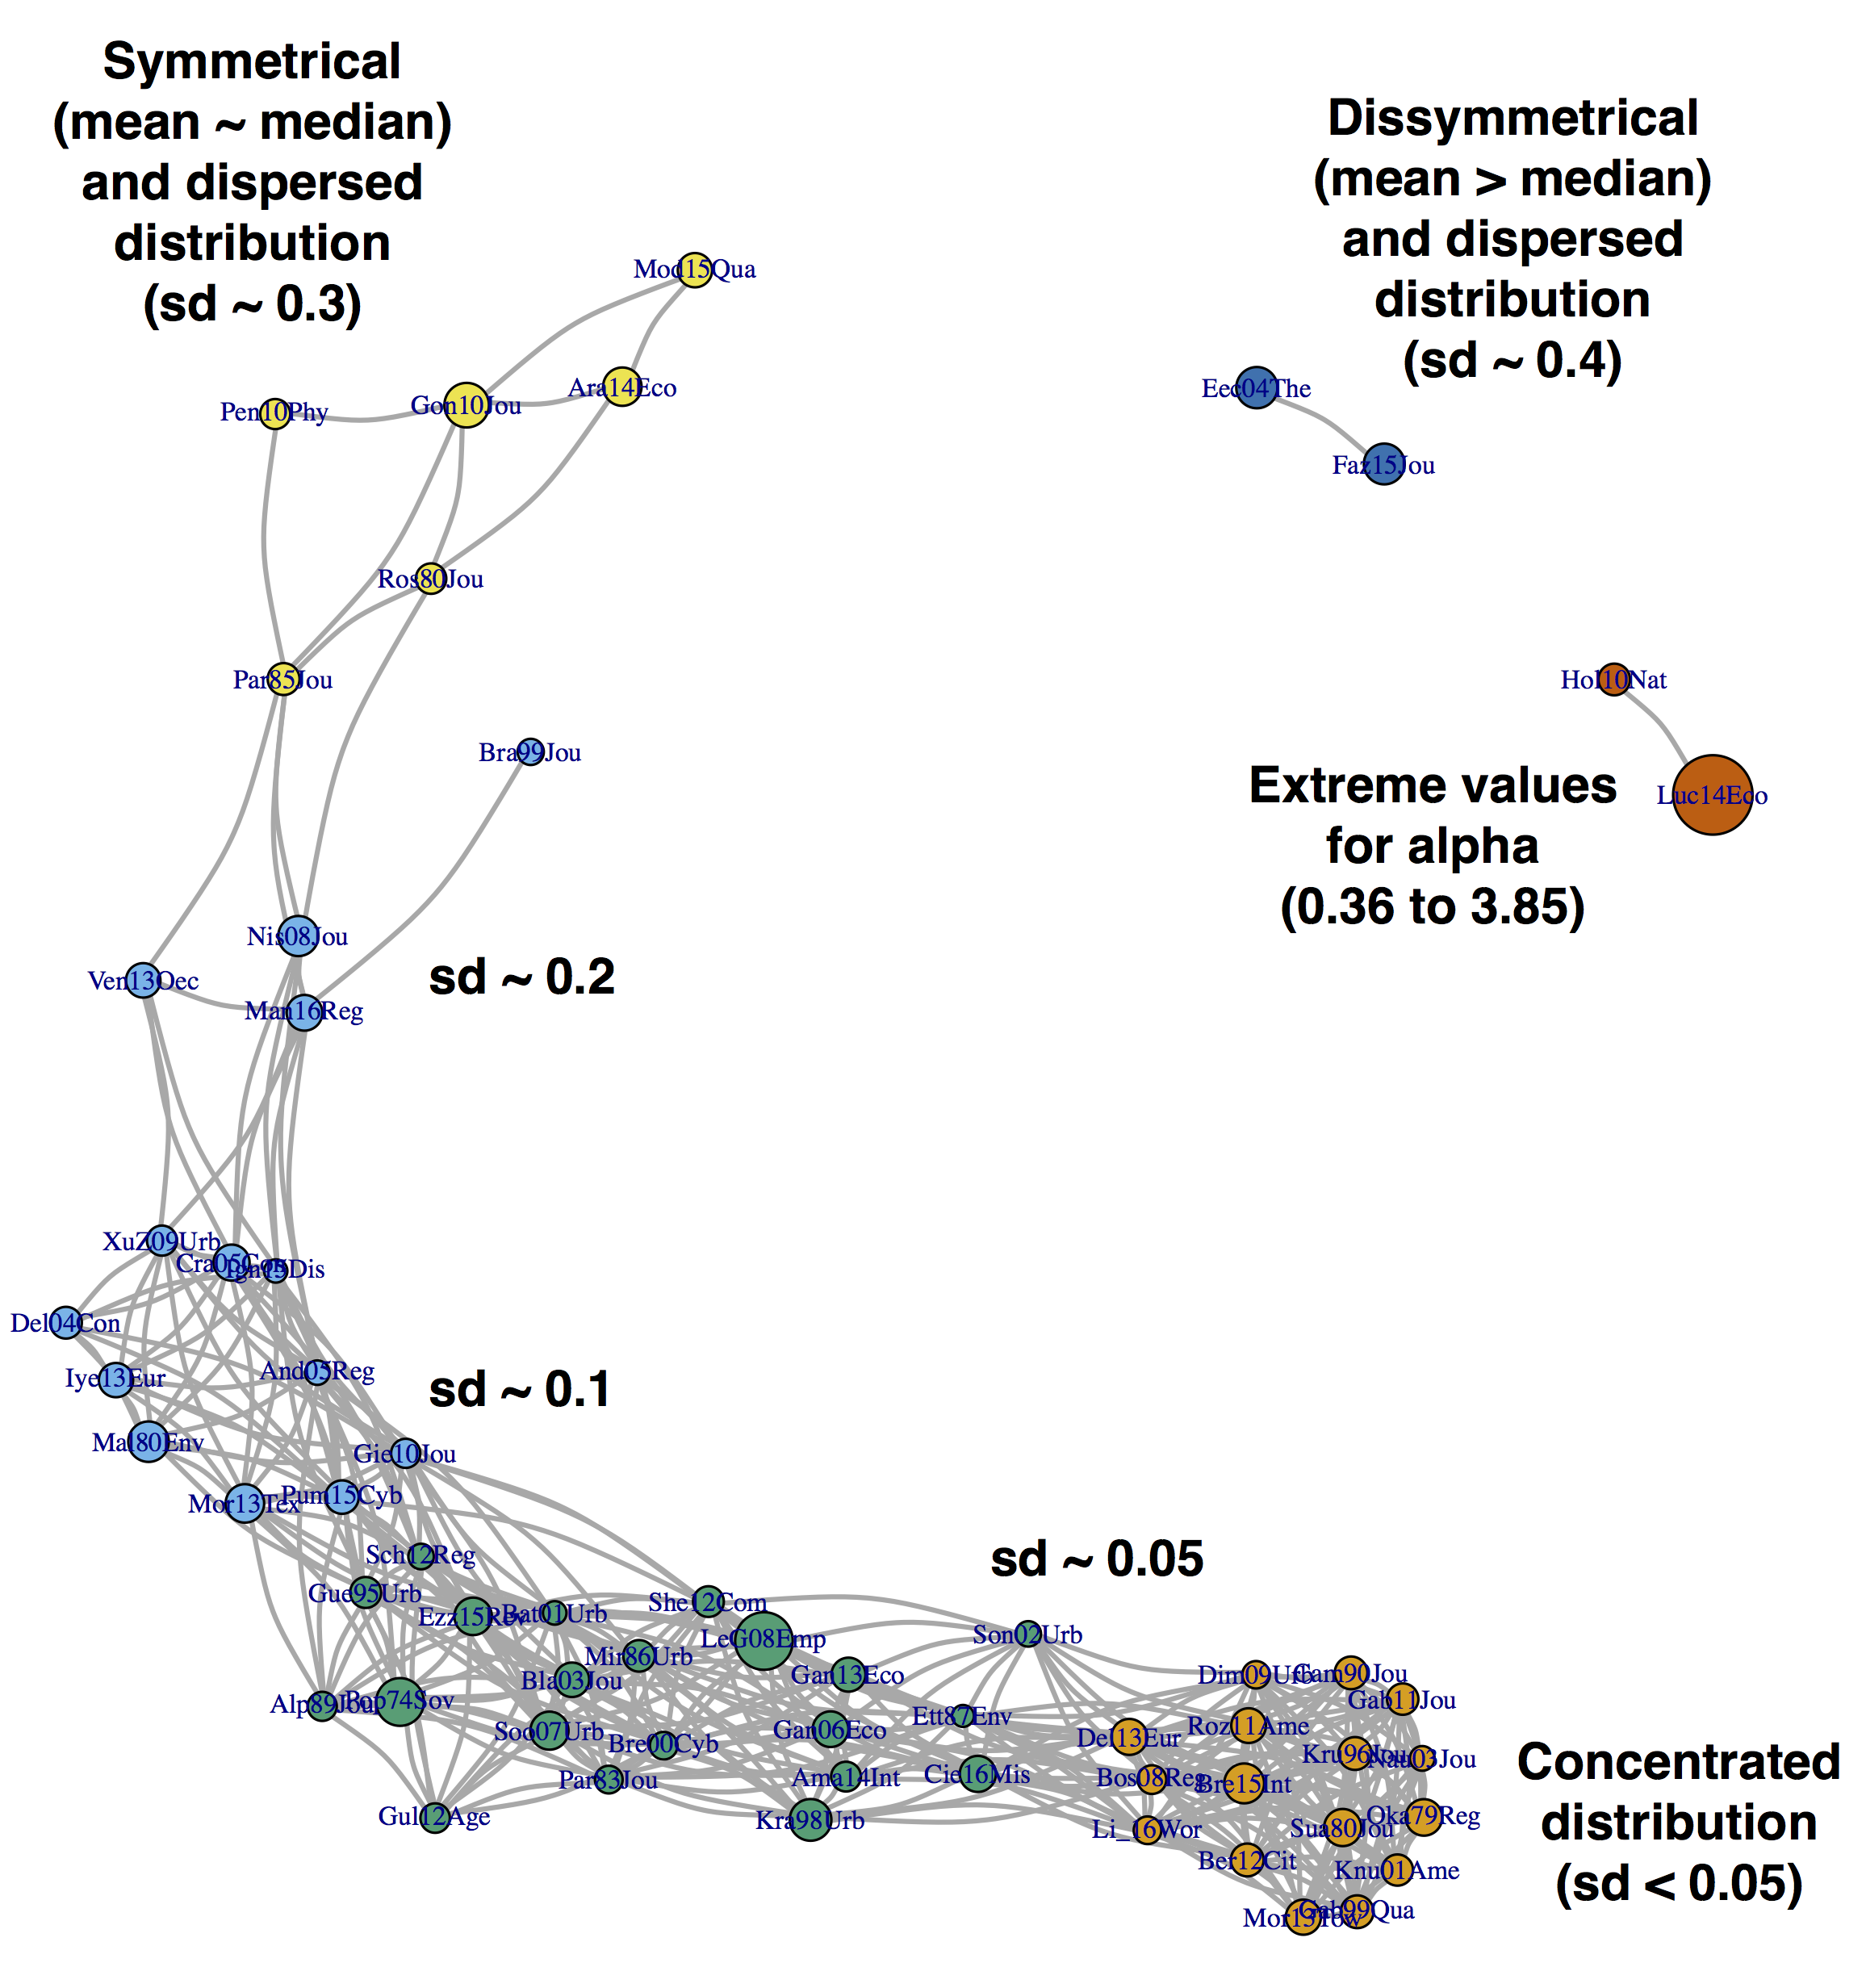 Symmetrical
(mean ~ median)
and dispersed
distribution
(sd ~ 0.3)
Dissymmetrical
(mean > median)
and dispersed
distribution
(sd ~ 0.4)
Mod15Qua
Ara14Eco
Gon10Jou
Pen10Phy
Eec04The
Faz15Jou
Ros80Jou
Par85Jou
Hol10Nat
Bra99Jou
Extreme values
for alpha
(0.36 to 3.85)
Luc14Eco
Nis08Jou
Ven13Oec
Man16Reg
sd ~ 0.2
XuZ09Urb
Cra05Con
Ign15Dis
Del04Con
Iye13Eur
And05Reg
sd ~ 0.1
Mal80Env
Gie10Jou
Mor13Tex
Pum15Cyb
Sch12Reg
sd ~ 0.05
Gue95Urb
Ezz15Rev
Bat01Urb
She12Com
LeG08Emp
Son02Urb
Mir86Urb
Bla03Jou
Gan13Eco
Dim09Urb
Cam90Jou
Gab11Jou
Alp89Jou
Pop74Sov
Soo07Urb
Bre00Cyb
Gan06Eco
Ett87Env
Del13Eur
Roz11Ame
Kru96Jou
Nau03Jou
Par83Jou
Ama14Int
Cie16Mis
Bos08Reg
Bre15Int
Gul12Age
Kra98Urb
Li_16Wor
Sua80Jou
Oka79Reg
Ber12Cit
Knu01Ame
Mor13Tow
Gab99Qua
Concentrated
distribution
(sd < 0.05)